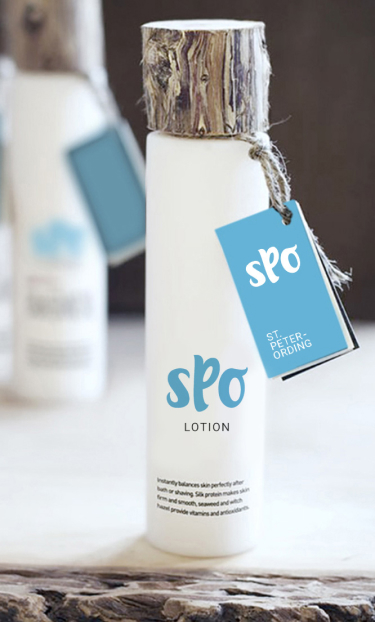 spo
ST.
PETER-
ORDING
spo
LOTION
Instantly balances skin perfectly after
bath or shaving. Silk protein makes skin
firm and smooth, seaweed and witch
hazel provide vitamins and antioxidants.